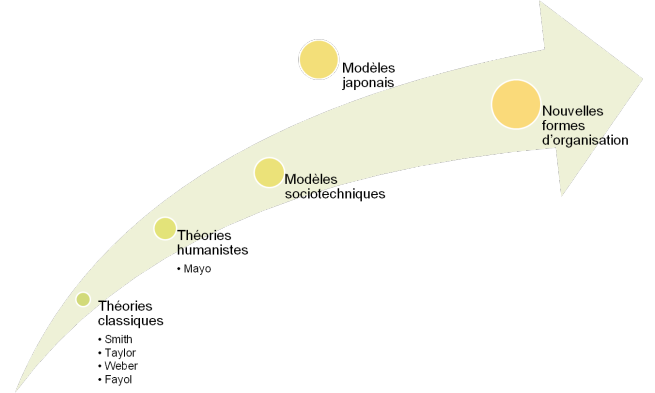 Modèles
japonais
Nouvelles
formes
d'organisation
Modèles
sociotechniques
Théories
humanistes
• Mayo
Théories
classiques
• Smith
• Taylor
• Weber
• Fayol